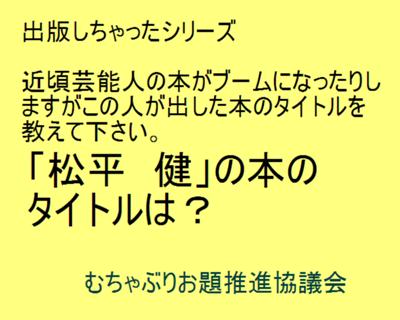 出版しちゃったシリーズ
近頃芸能人の本がブームになったりし
ますがこの人が出した本のタイトルを
教えて下さい。
「松平　健」の本の
タイトルは？
むちゃぶりお題推進協議会